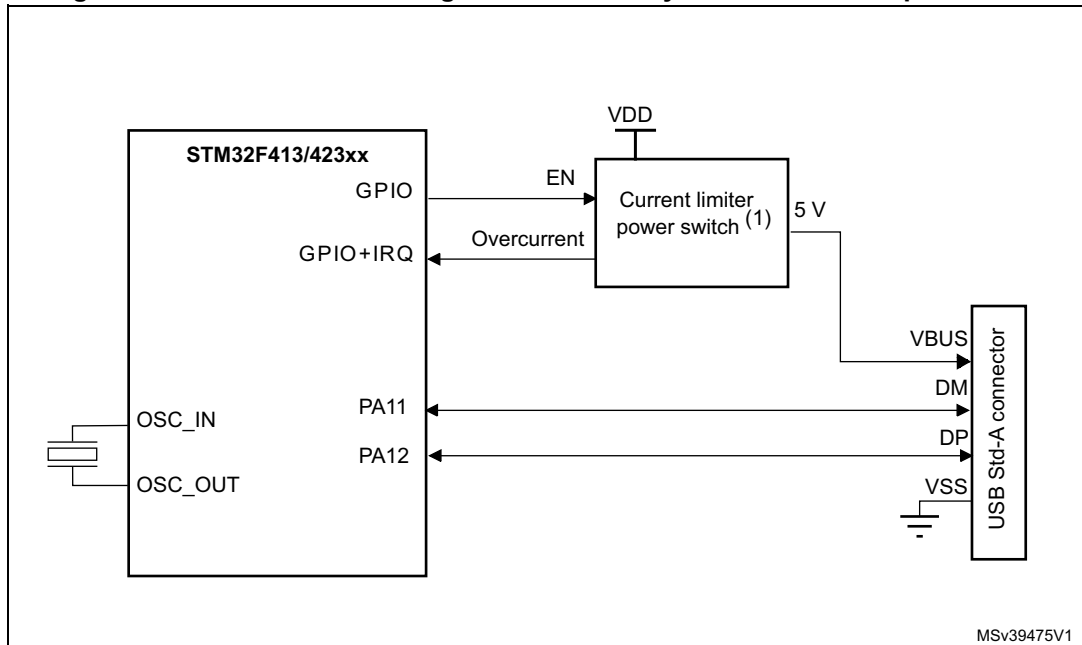 VDD
STM32F413/423xx
GPIO
EN
Current limiter
power switch (1)
5 V
Overcurrent
GPIO+IRQ
VBUS
DM
DP
VSS
USB Std-A connector
OSC_IN
OSC_OUT
PA11
PA12
MSv39475V1